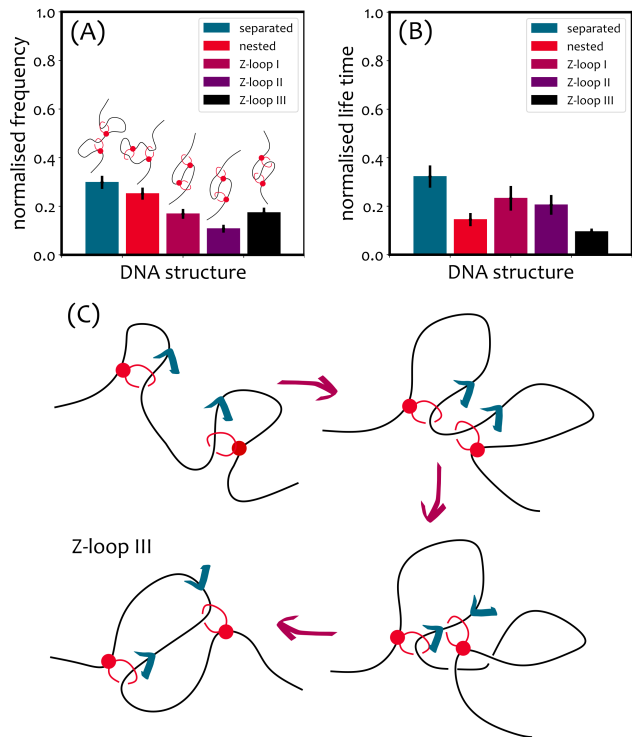 (A)
normalised frequency
1.0
0.8
0.6
0.4
0.2
0.0
separated
nested
Z-loop I
Z-loop II
Z-loop III
DNA structure
(B)
normalised life time
1.0
0.8
0.6
0.4
0.2
0.0
separated
nested
Z-loop I
Z-loop II
Z-loop III
DNA structure
(C)
Z-loop III